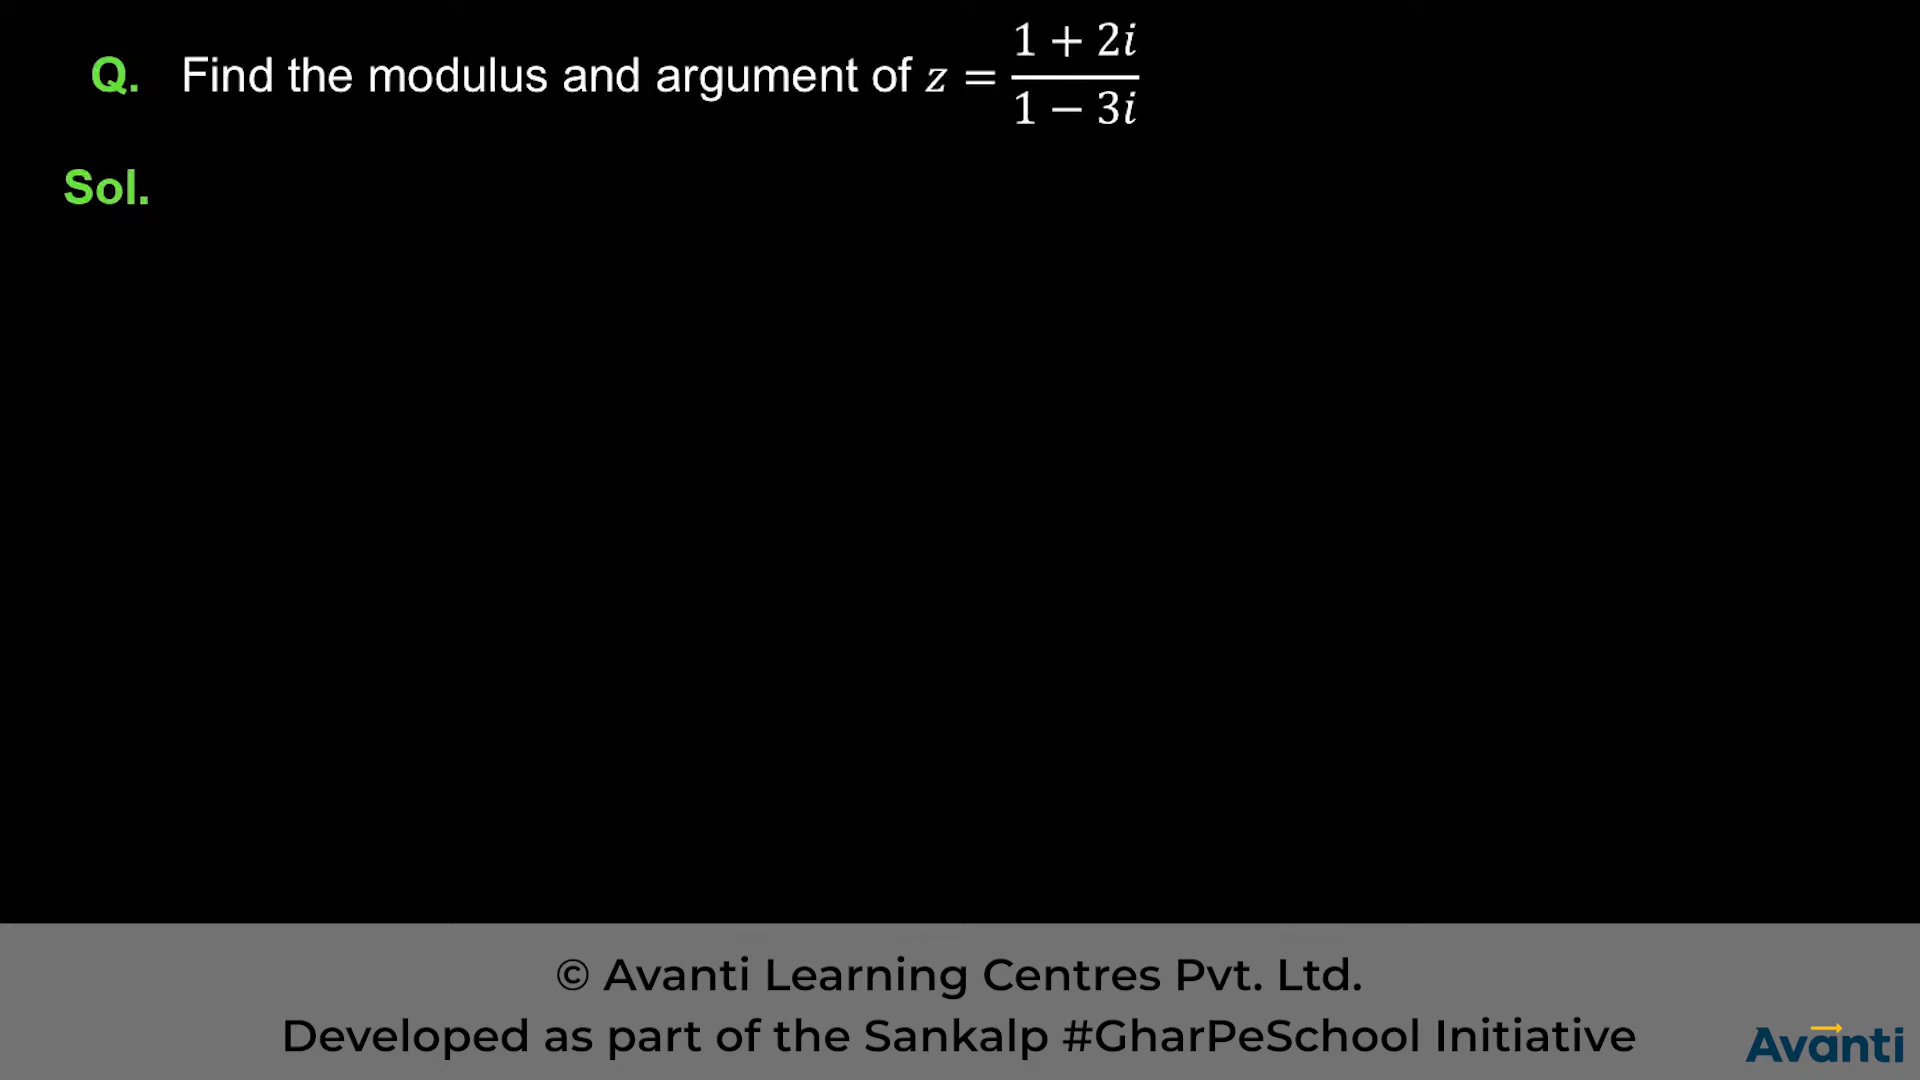 Q. Find the modulus and argument of z = \frac{1 + 2i}{1 - 3i}
Sol.
© Avanti Learning Centres Pvt. Ltd.
Developed as part of the Sankalp #GharPeSchool Initiative
Avanti